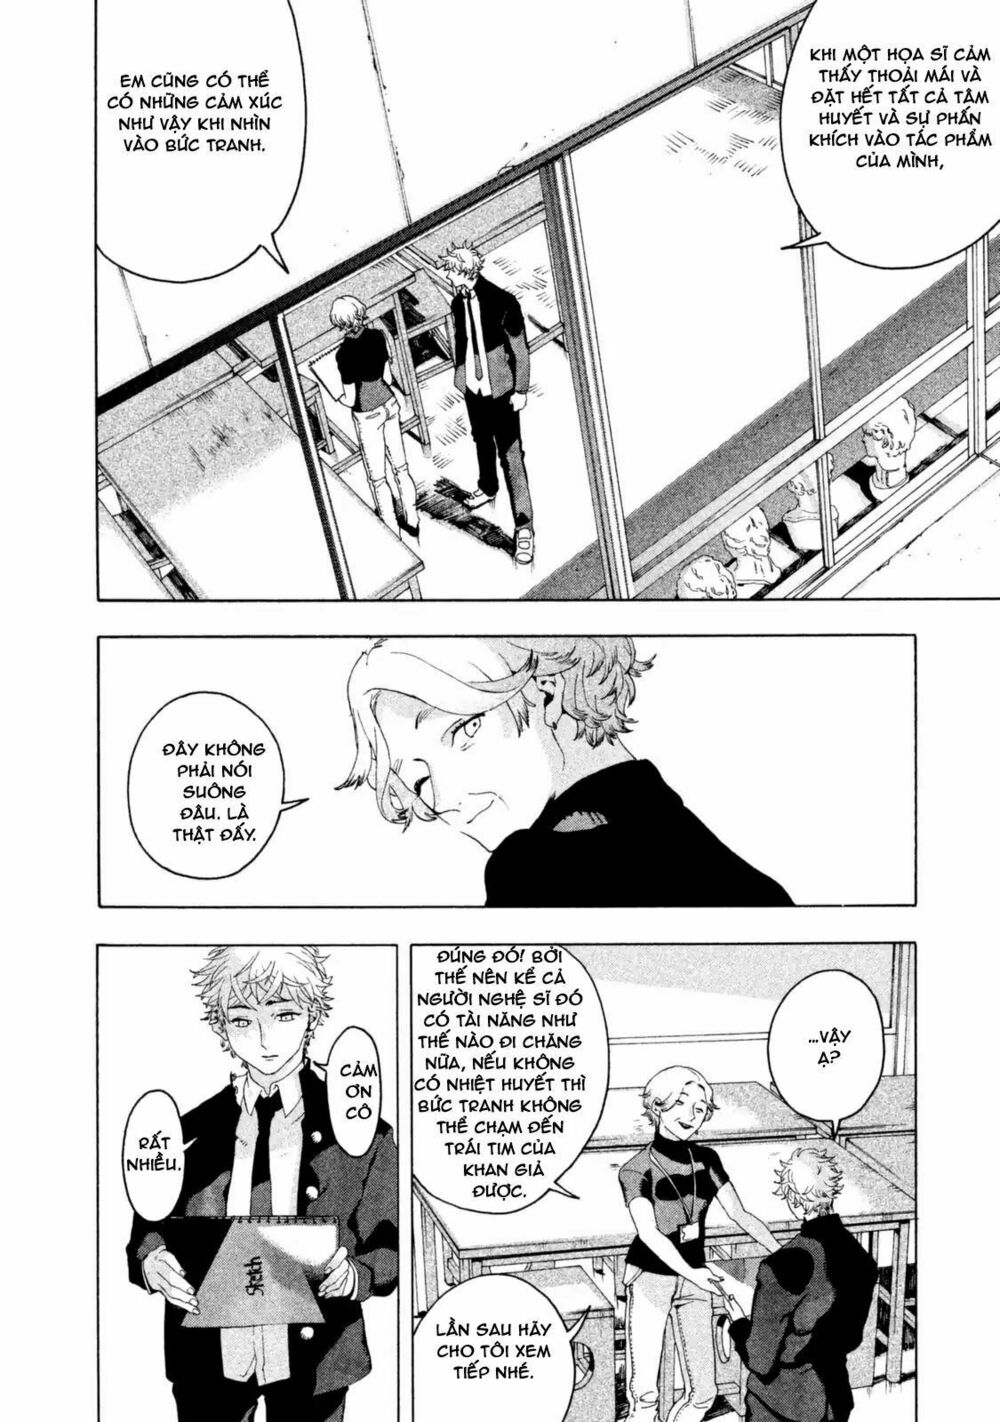 KHI MỘT HỌA SĨ CẢM
THẤY THOẢI MÁI VÀ
ĐẶT HẾT TẤT CẢ TÂM
HUYẾT VÀ SỰ PHẤN
KHÍCH VÀO TÁC PHẨM
CỦA MÌNH,
EM CŨNG CÓ THỂ
CÓ NHỮNG CẢM XÚC
NHƯ VẬY KHI NHÌN
VÀO BỨC TRANH.
ĐÂY KHÔNG
PHẢI NÓI
SUÔNG
ĐÂU. LÀ
THẬT ĐẤY.
...VẬY
Ạ?
ĐÚNG ĐÓ! BỞI
THẾ NÊN KỂ CẢ
NGƯỜI NGHỆ SĨ ĐÓ
CÓ TÀI NĂNG NHƯ
THẾ NÀO ĐI CHĂNG
NỮA, NẾU KHÔNG
CÓ NHIỆT HUYẾT THÌ
BỨC TRANH KHÔNG
THỂ CHẠM ĐẾN
TRÁI TIM CỦA
KHAN GIẢ
ĐƯỢC.
LẦN SAU HÃY
CHO TÔI XEM
TIẾP NHÉ.
CẢM
ƠN
CÔ
RẤT
NHIỀU.
Sketch